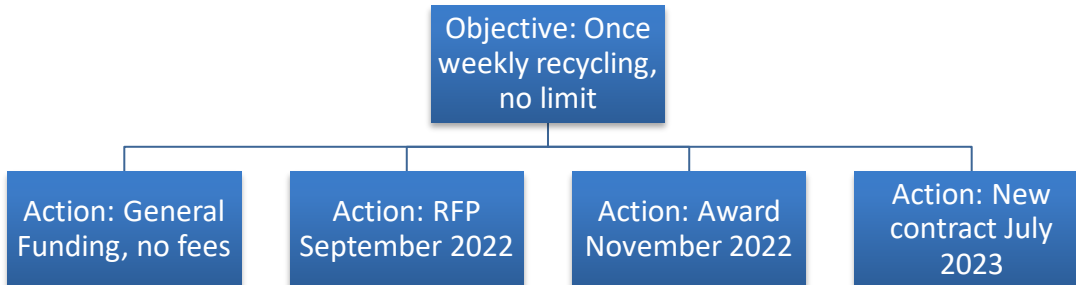 Objective: Once
weekly recycling,
no limit
Action: General
Funding, no fees
Action: RFP
September 2022
Action: Award
November 2022
Action: New
contract July
2023